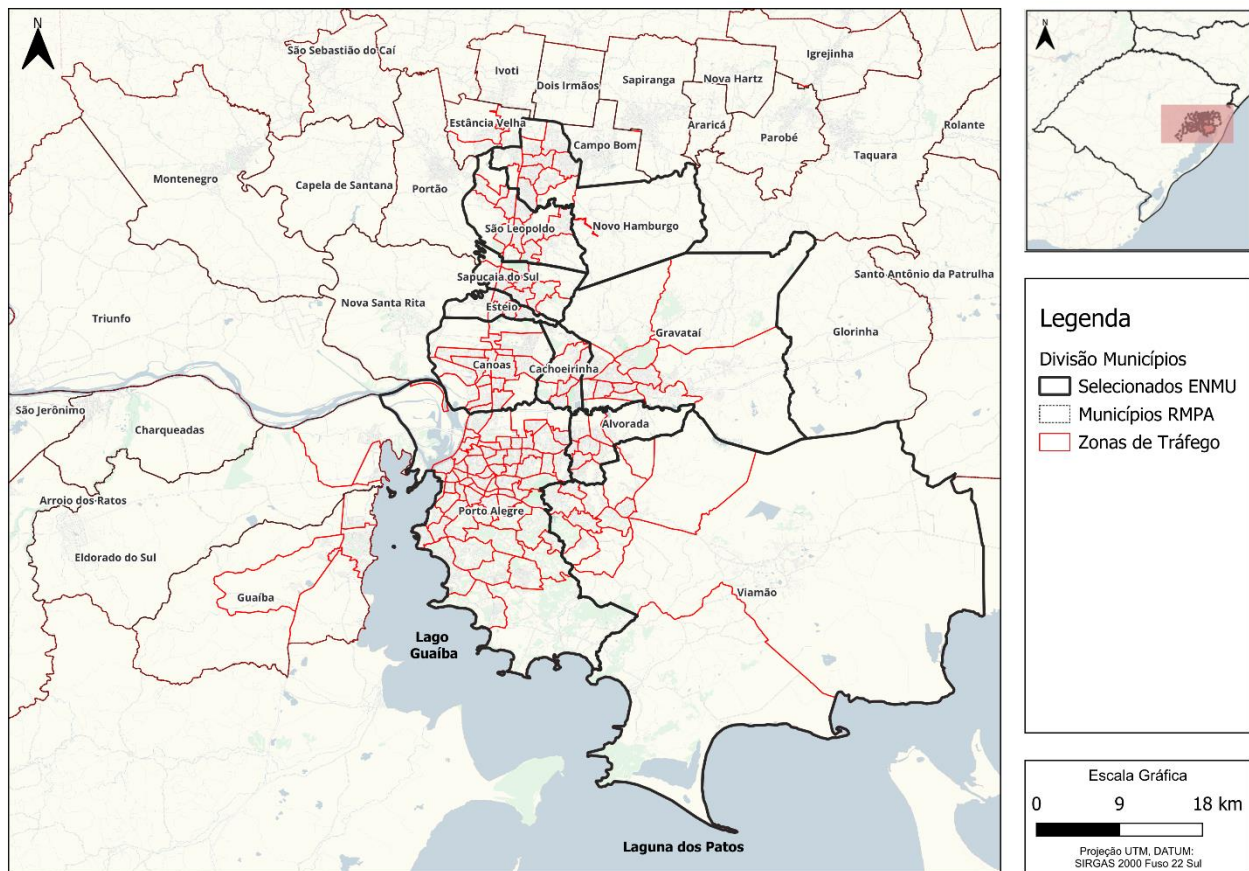 N
São Sebastião do Caí
Igrejinha
Ivoti
Dois Irmãos
Sapiranga
Nova Hartz
Estância Velha
Araricá
Rolante
Campo Bom
Parobé
Taquara
Montenegro
Capela de Santana
Portão
São Leopoldo
Novo Hamburgo
Sapucaia do Sul
Santo Antônio da Patrulha
Nova Santa Rita
Esteio
Triunfo
Gravataí
Glorinha
Canoas
Cachoeirinha
São Jerônimo
Charqueadas
Alvorada
Arroio dos Ratos
Porto Alegre
Eldorado do Sul
Guaíba
Viamão
Lago
Guaíba
Laguna dos Patos
N
Legenda
Divisão Municípios
Selecionados ENMU
Municípios RMPA
Zonas de Tráfego
Escala Gráfica
0 9 18 km
Projeção UTM, DATUM:
SIRGAS 2000 Fuso 22 Sul